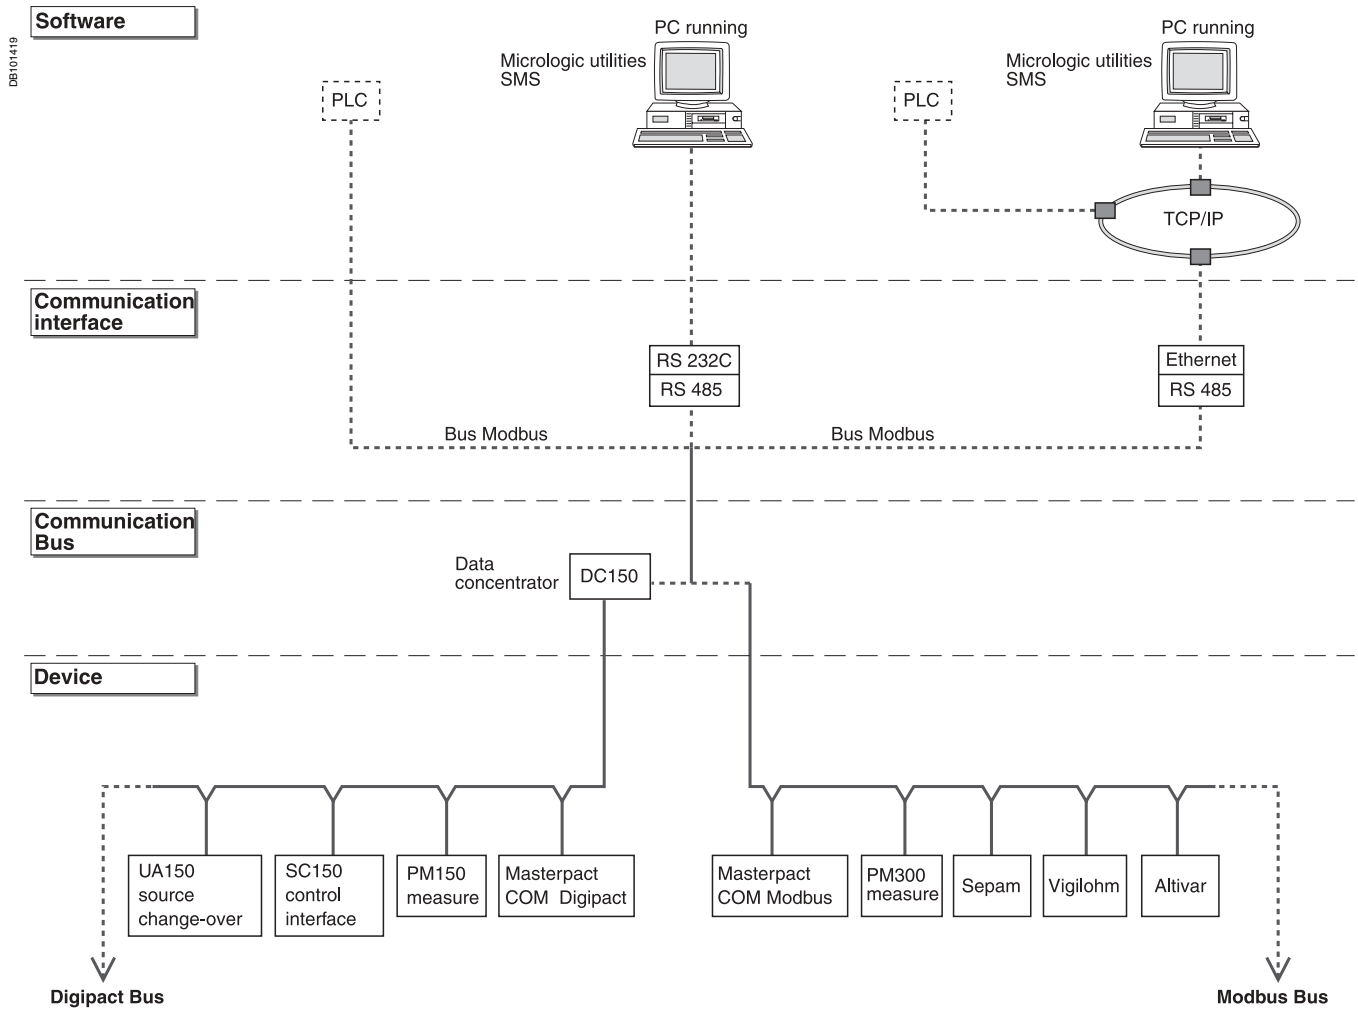 Software
DB101419
PC running
PC running
Micrologic utilities
SMS
Micrologic utilities
SMS
PLC
PLC
TCP/IP
Communication
interface
RS 232C
RS 485
Ethernet
RS 485
Bus Modbus
Bus Modbus
Communication
Bus
Data
concentrator
DC150
Device
UA150
source
change-over
SC150
control
interface
PM150
measure
Masterpact
COM Digipact
Masterpact
COM Modbus
PM300
measure
Sepam
Vigilohm
Altivar
Digipact Bus
Modbus Bus